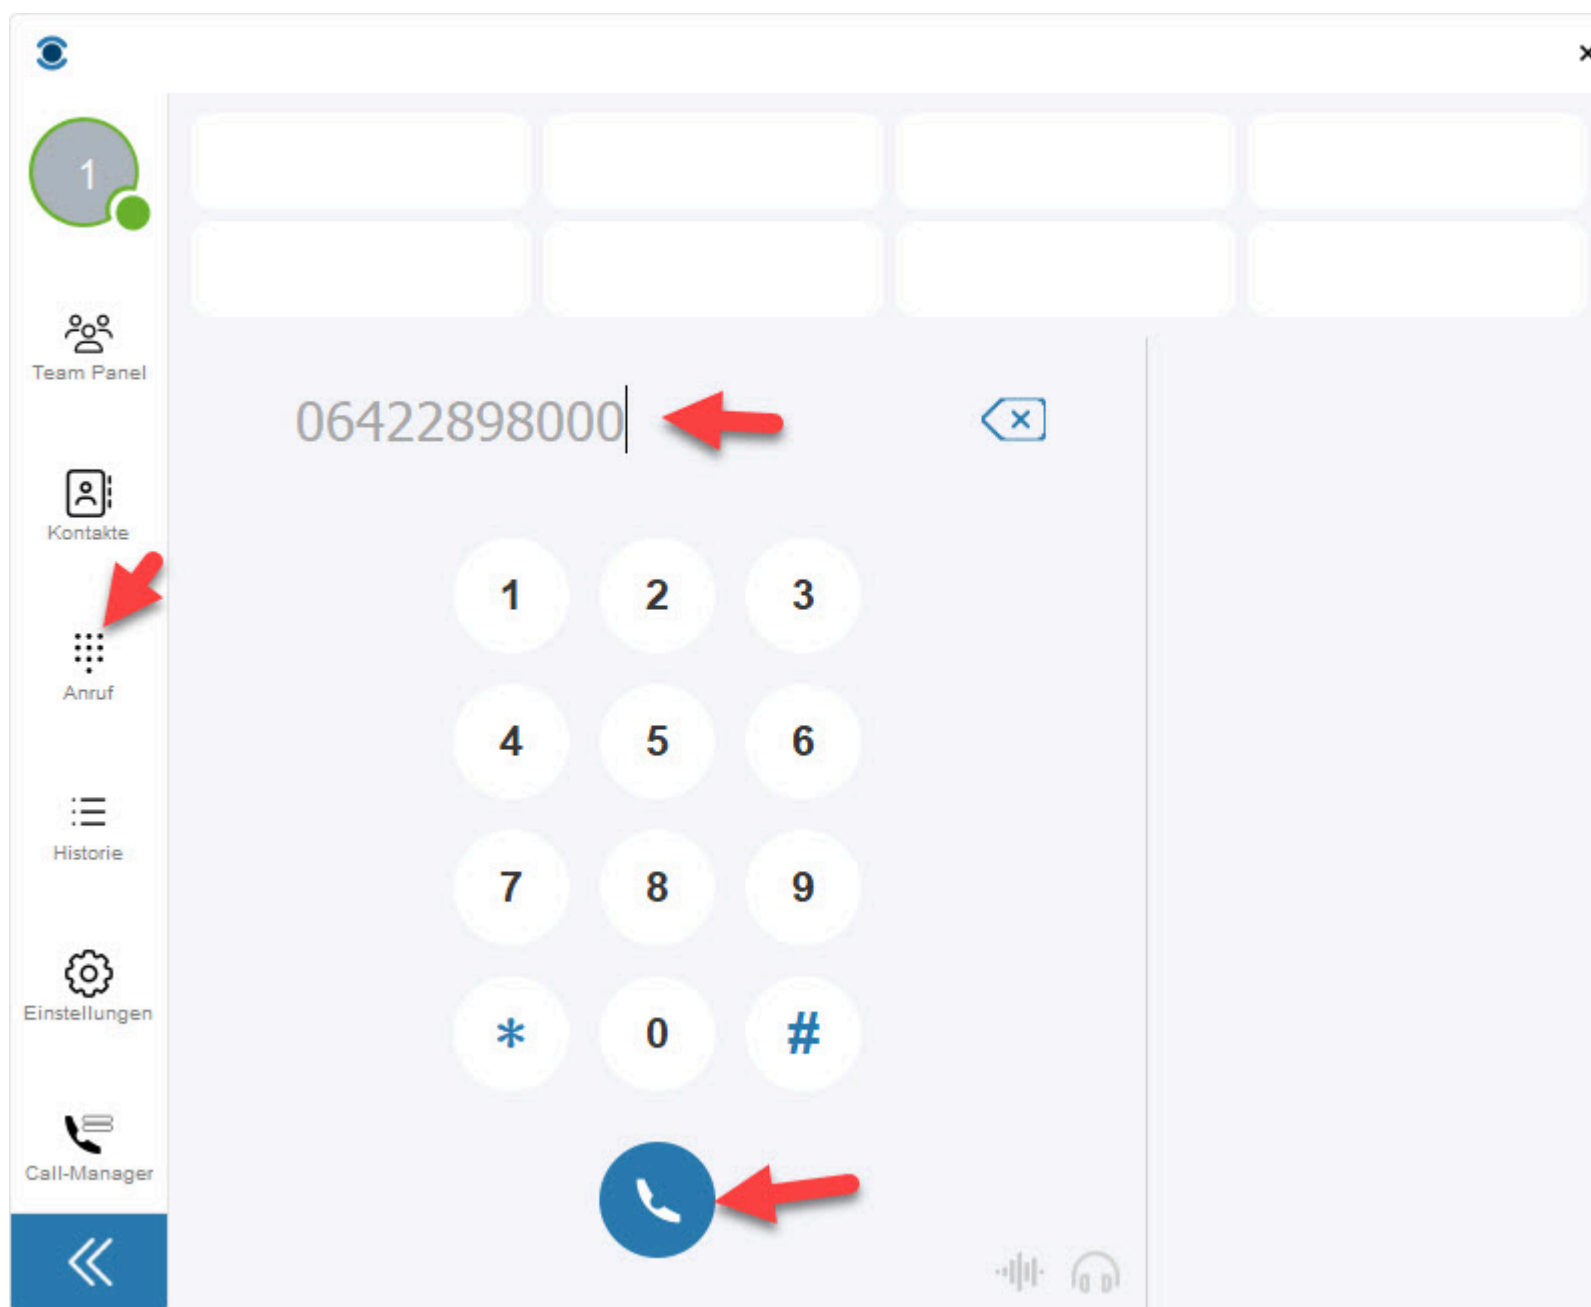 1
Team Panel
Kontakte
Anruf
Historie
Einstellungen
Call-Manager
06422898000
1 2 3
4 5 6
7 8 9
* 0 #